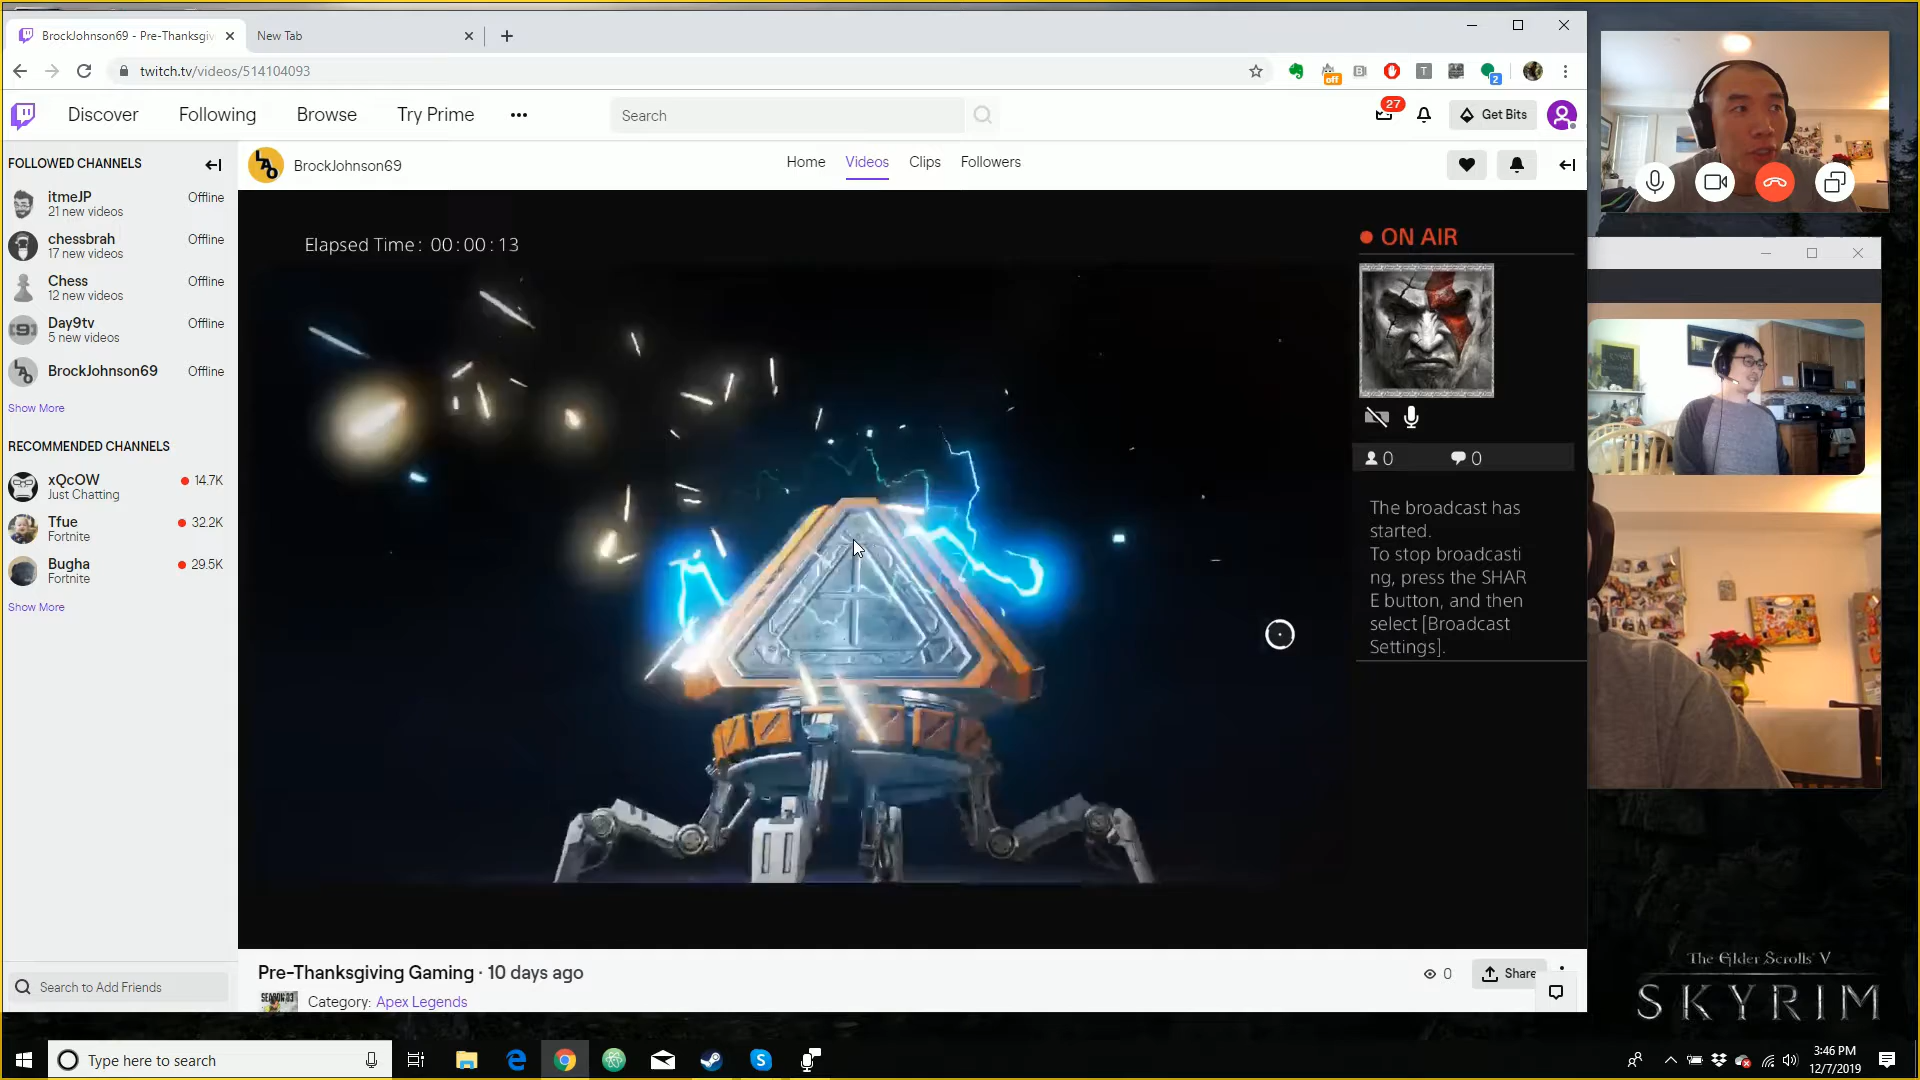 BrockJohnson69 - Pre-Thanksgiv
New Tab
twitch.tv/videos/514104093
off
T
2
Discover
Following
Browse
Try Prime
Search
27
Get Bits
FOLLOWED CHANNELS
BrockJohnson69
Home
Videos
Clips
Followers
itmeJP
Offline
21 new videos
chessbrah
Offline
17 new videos
Chess
Offline
12 new videos
Day9tv
Offline
5 new videos
BrockJohnson69
Offline
Show More
RECOMMENDED CHANNELS
xQcOW
14.7K
Just Chatting
Tfue
32.2K
Fortnite
Bugha
29.5K
Fortnite
Show More
Search to Add Friends
Elapsed Time: 00:00:13
ON AIR
0
0
The broadcast has
started.
To stop broadcasti
ng, press the SHAR
E button, and then
select [Broadcast
Settings].
Pre-Thanksgiving Gaming · 10 days ago
0
Share
Category: Apex Legends
The Elder Scrolls V
SKYRIM
Type here to search
3:46 PM
12/7/2019